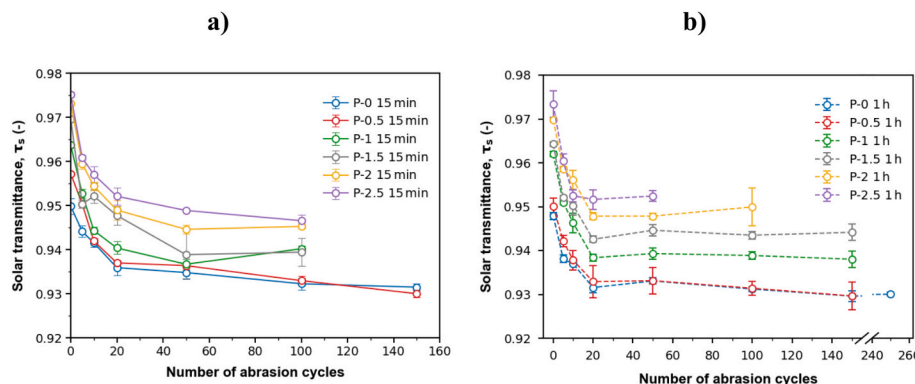 a)
b)
0.98
0.97
0.96
0.95
0.94
0.93
0.92
Solar transmittance, τs (-)
P-0 15 min
P-0.5 15 min
P-1 15 min
P-1.5 15 min
P-2 15 min
P-2.5 15 min
0 20 40 60 80 100 120 140 160
Number of abrasion cycles
0.98
0.97
0.96
0.95
0.94
0.93
0.92
Solar transmittance, τs (-)
P-0 1 h
P-0.5 1 h
P-1 1 h
P-1.5 1 h
P-2 1 h
P-2.5 1 h
0 20 40 60 80 100 120 140 240 260
Number of abrasion cycles